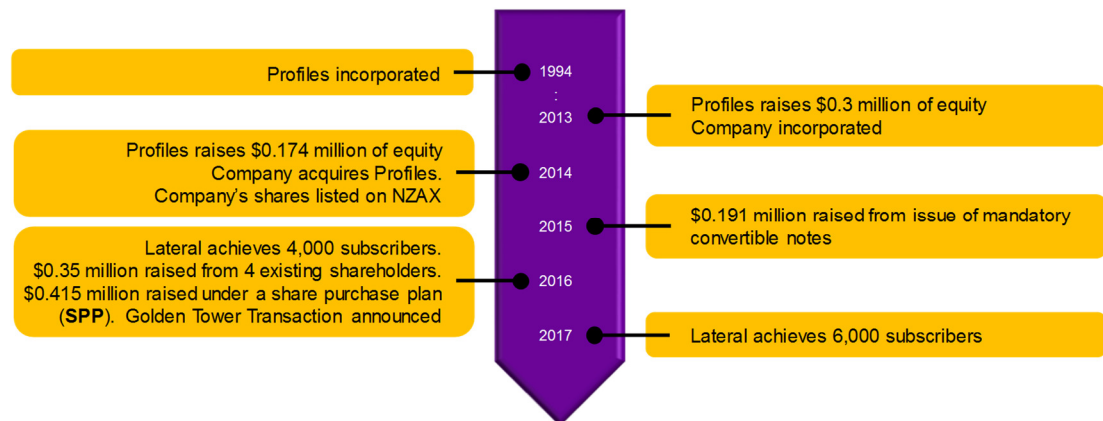 Profiles incorporated
1994
:
2013
Profiles raises $0.3 million of equity
Company incorporated
Profiles raises $0.174 million of equity
Company acquires Profiles.
Company's shares listed on NZAX
2014
2015
$0.191 million raised from issue of mandatory
convertible notes
Lateral achieves 4,000 subscribers.
$0.35 million raised from 4 existing shareholders.
$0.415 million raised under a share purchase plan
(SPP). Golden Tower Transaction announced
2016
2017
Lateral achieves 6,000 subscribers